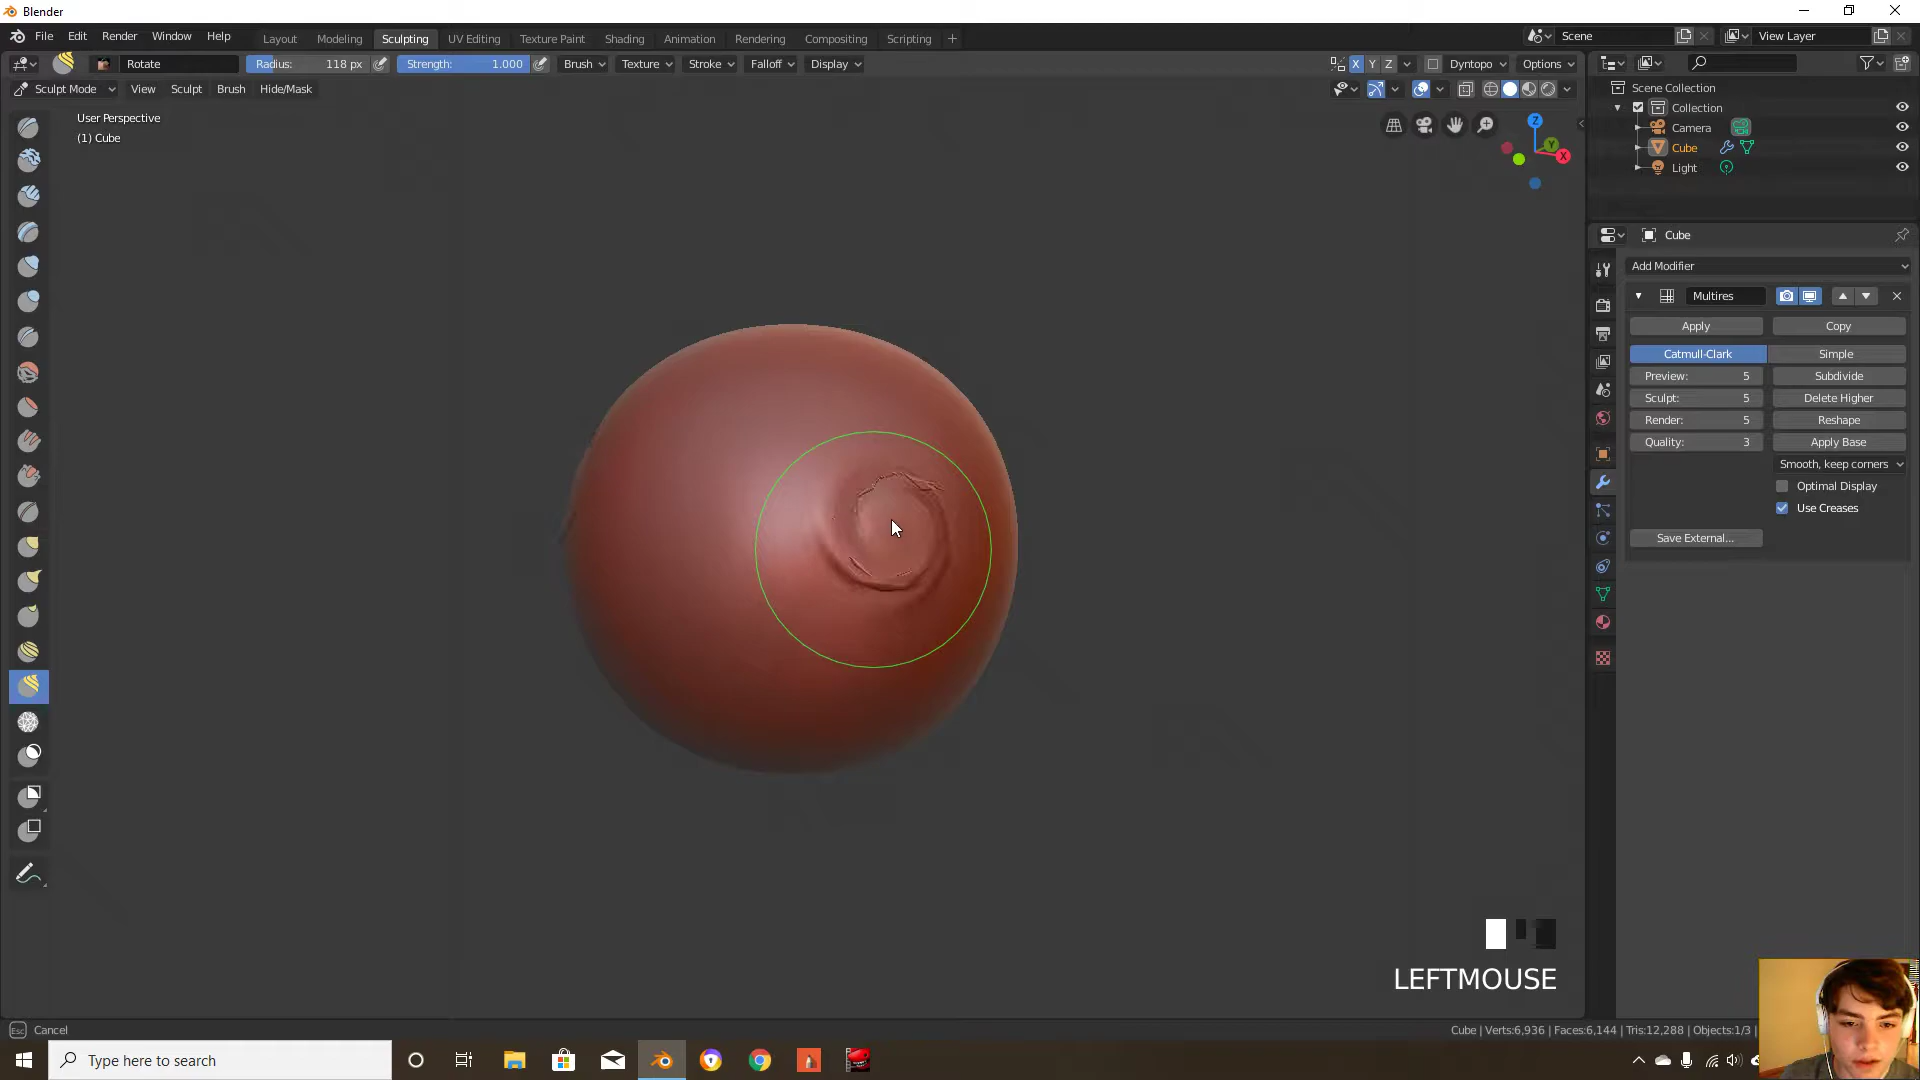 Blender
File Edit Render Window Help Layout Modeling Sculpting UV Editing Texture Paint Shading Animation Rendering Compositing Scripting + Scene View Layer
Rotate Radius: 118 px Strength: 1.000 Brush Texture Stroke Falloff Display X Y Z Dyntopo Options
Sculpt Mode View Sculpt Brush Hide/Mask
User Perspective
(1) Cube
Z
Y
X
Scene Collection
Collection
Camera
Cube
Light
Cube
Add Modifier
Multires
Apply Copy
Catmull-Clark Simple
Preview: 5 Subdivide
Sculpt: 5 Delete Higher
Render: 5 Reshape
Quality: 3 Apply Base
Smooth, keep corners
Optimal Display
Use Creases
Save External...
LEFTMOUSE
Esc Cancel
Cube | Verts:6,936 | Faces:6,144 | Tris:12,288 | Objects:1/3
Type here to search